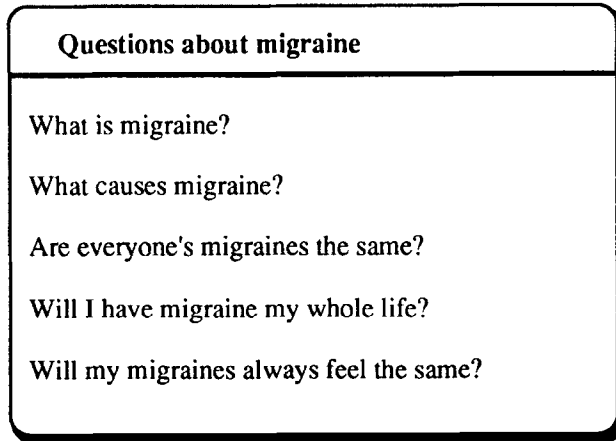 Questions about migraine
What is migraine?
What causes migraine?
Are everyone's migraines the same?
Will I have migraine my whole life?
Will my migraines always feel the same?